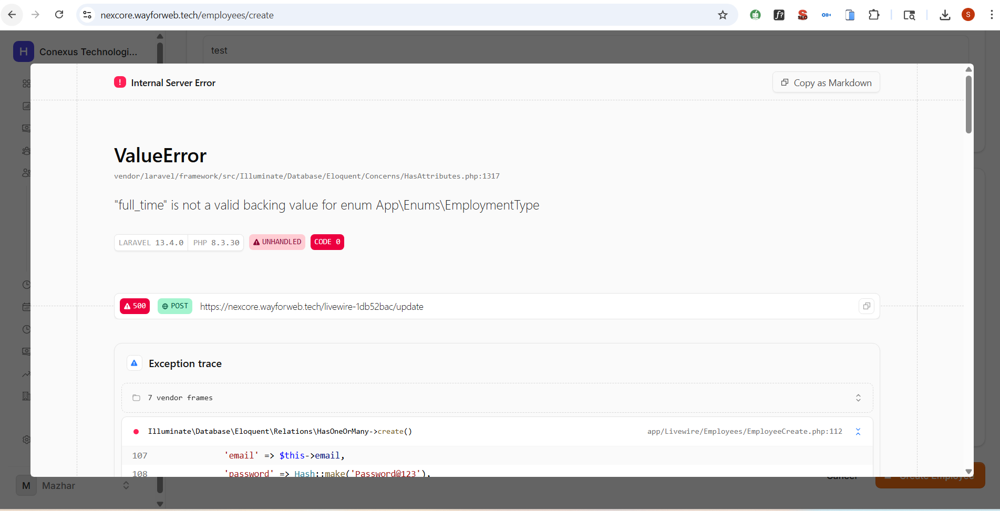 nexcore.wayforweb.tech/employees/create
f?
SEO
S
H
Conexus Technologi...
test
Internal Server Error
Copy as Markdown
ValueError
vendor/laravel/framework/src/Illuminate/Database/Eloquent/Concerns/HasAttributes.php:1317
"full_time" is not a valid backing value for enum App\Enums\EmploymentType
LARAVEL 13.4.0
PHP 8.3.30
UNHANDLED
CODE 0
500
POST
https://nexcore.wayforweb.tech/livewire-1db52bac/update
Exception trace
7 vendor frames
Illuminate\Database\Eloquent\Relations\HasOneOrMany->create()
app/Livewire/Employees/EmployeeCreate.php:112
107 'email' => $this->email,
108 'password' => Hash::make('Password@123'),
Cancel
Create Employee
M
Mazhar